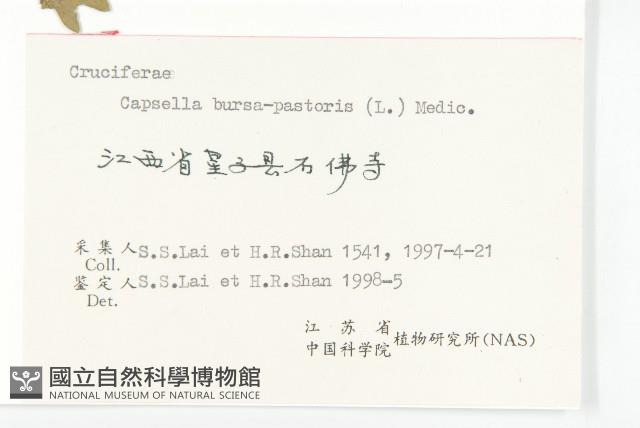 Cruciferae
Capsella bursa-pastoris (L.) Medic.
江西省星子县石佛寺
采集人 S.S.Lai et H.R.Shan 1541, 1997-4-21
Coll.
鉴定人 S.S.Lai et H.R.Shan 1998-5
Det.
江苏省
中国科学院 植物研究所(NAS)
國立自然科學博物館
NATIONAL MUSEUM OF NATURAL SCIENCE